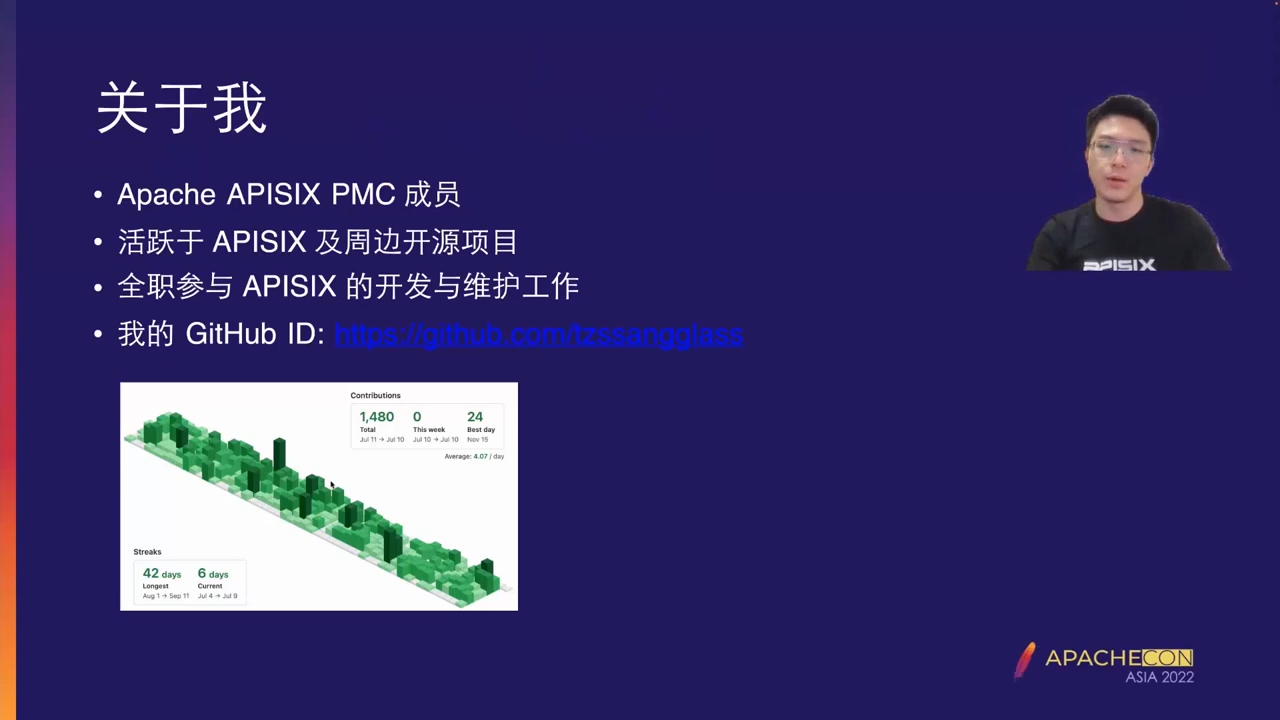 关于我
• Apache APISIX PMC 成员
• 活跃于 APISIX 及周边开源项目
• 全职参与 APISIX 的开发与维护工作
• 我的 GitHub ID: https://github.com/tzssangglass
APISIX
Contributions
1,480 0 24
Total This week Best day
Jul 11 → Jul 10 Jul 10 → Jul 10 Nov 15
Average: 4.07 / day
Streaks
42 days 6 days
Longest Current
Aug 1 → Sep 11 Jul 4 → Jul 9
APACHECON
ASIA 2022